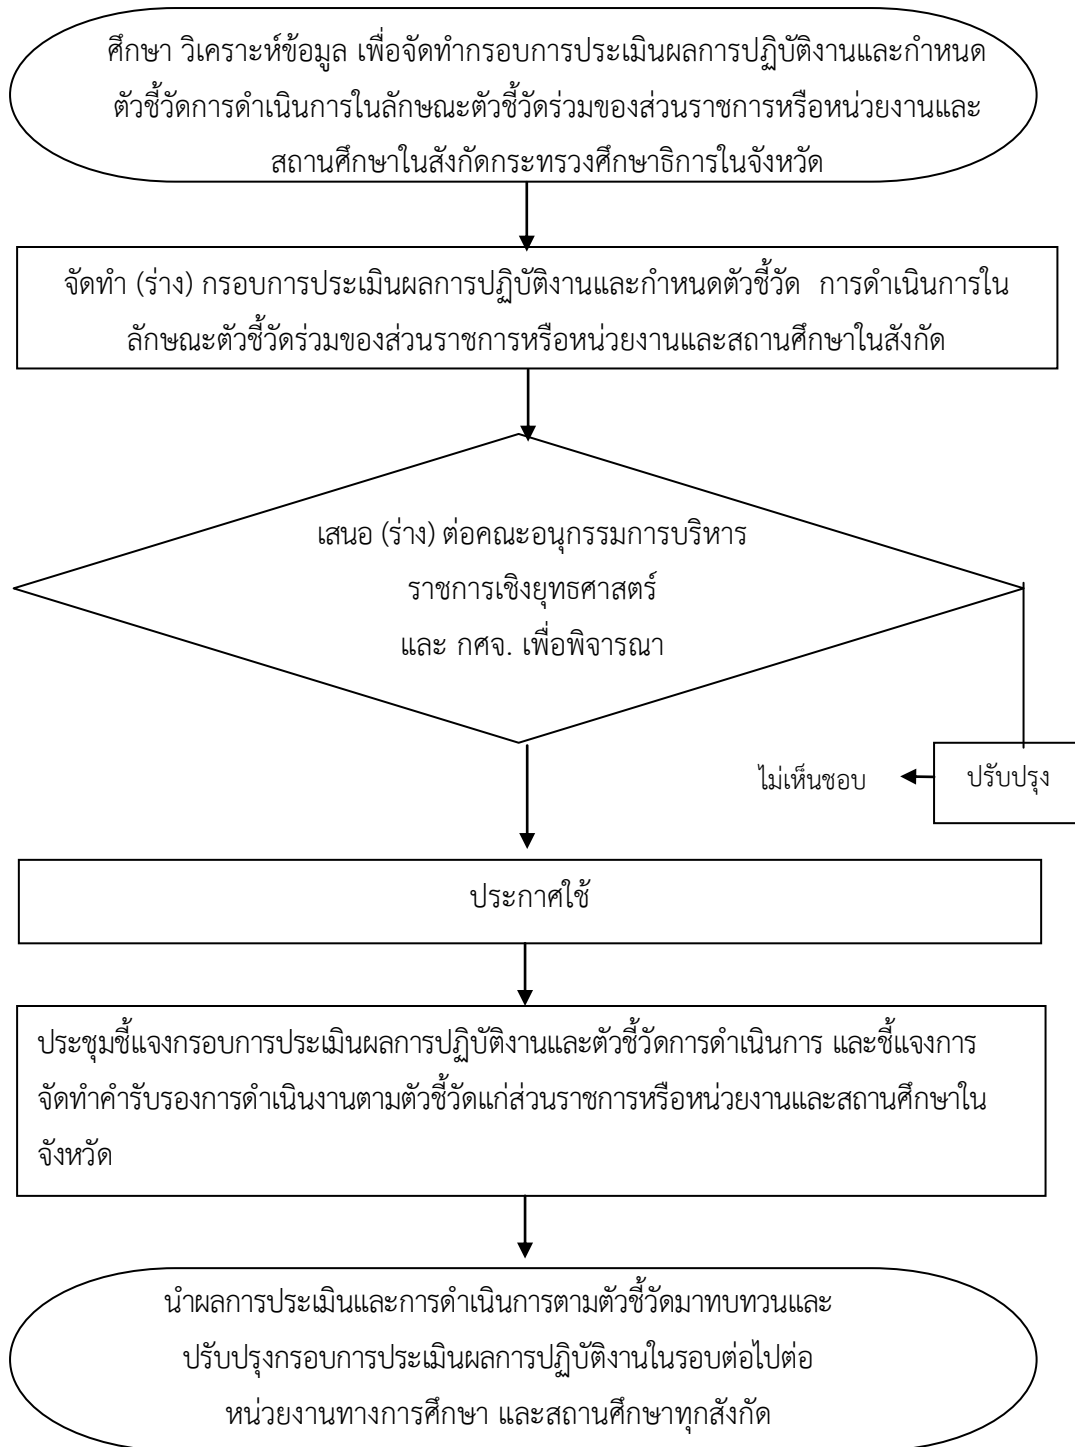 ศึกษา วิเคราะห์ข้อมูล เพื่อจัดทำกรอบการประเมินผลการปฏิบัติงานและกำหนด
ตัวชี้วัดการดำเนินการในลักษณะตัวชี้วัดร่วมของส่วนราชการหรือหน่วยงานและ
สถานศึกษาในสังกัดกระทรวงศึกษาธิการในจังหวัด
จัดทำ (ร่าง) กรอบการประเมินผลการปฏิบัติงานและกำหนดตัวชี้วัด การดำเนินการใน
ลักษณะตัวชี้วัดร่วมของส่วนราชการหรือหน่วยงานและสถานศึกษาในสังกัด
เสนอ (ร่าง) ต่อคณะอนุกรรมการบริหาร
ราชการเชิงยุทธศาสตร์
และ กศจ. เพื่อพิจารณา
ไม่เห็นชอบ
ปรับปรุง
ประกาศใช้
ประชุมชี้แจงกรอบการประเมินผลการปฏิบัติงานและตัวชี้วัดการดำเนินการ และชี้แจงการ
จัดทำคำรับรองการดำเนินงานตามตัวชี้วัดแก่ส่วนราชการหรือหน่วยงานและสถานศึกษาใน
จังหวัด
นำผลการประเมินและการดำเนินการตามตัวชี้วัดมาทบทวนและ
ปรับปรุงกรอบการประเมินผลการปฏิบัติงานในรอบต่อไปต่อ
หน่วยงานทางการศึกษา และสถานศึกษาทุกสังกัด